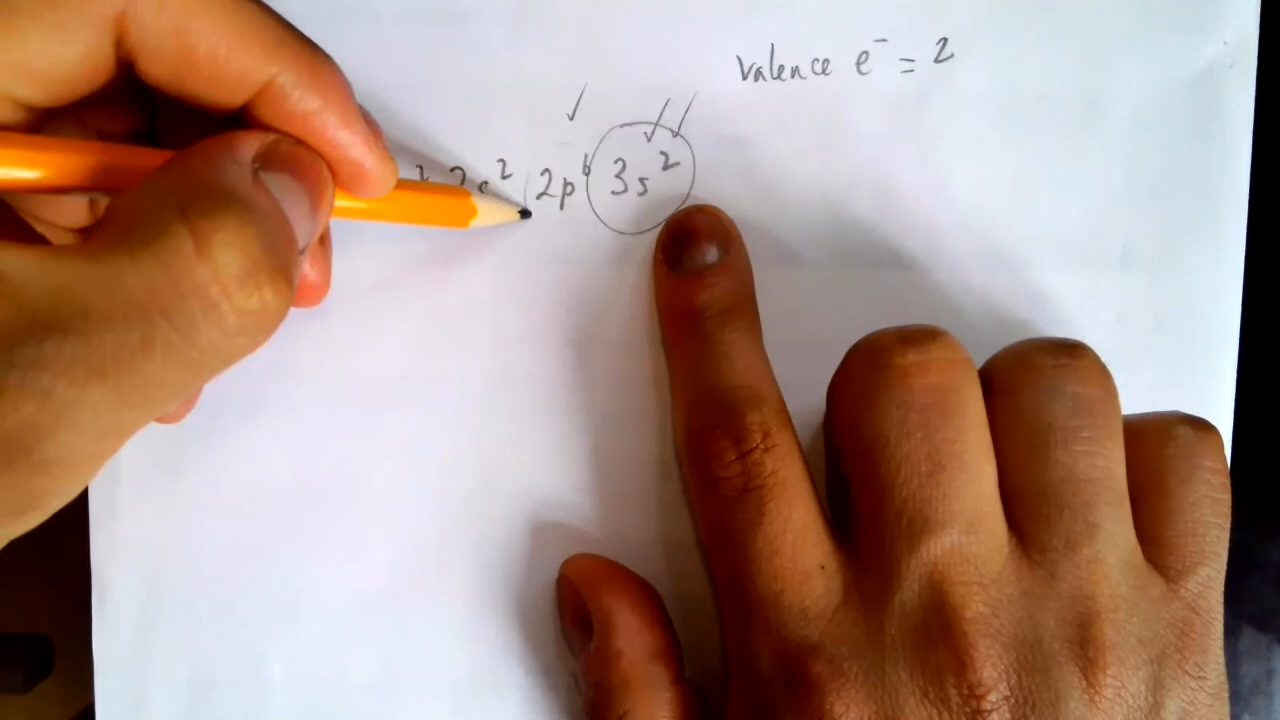 Valence e⁻ = 2
2s² 2p⁶ 3s²